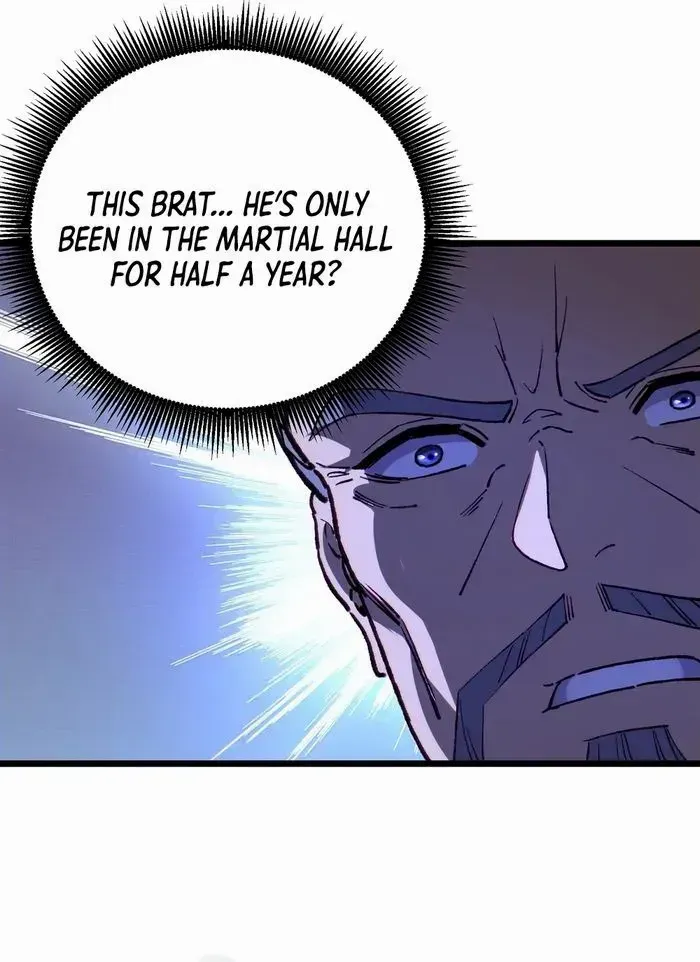 THIS BRAT... HE'S ONLY
BEEN IN THE MARTIAL HALL
FOR HALF A YEAR?